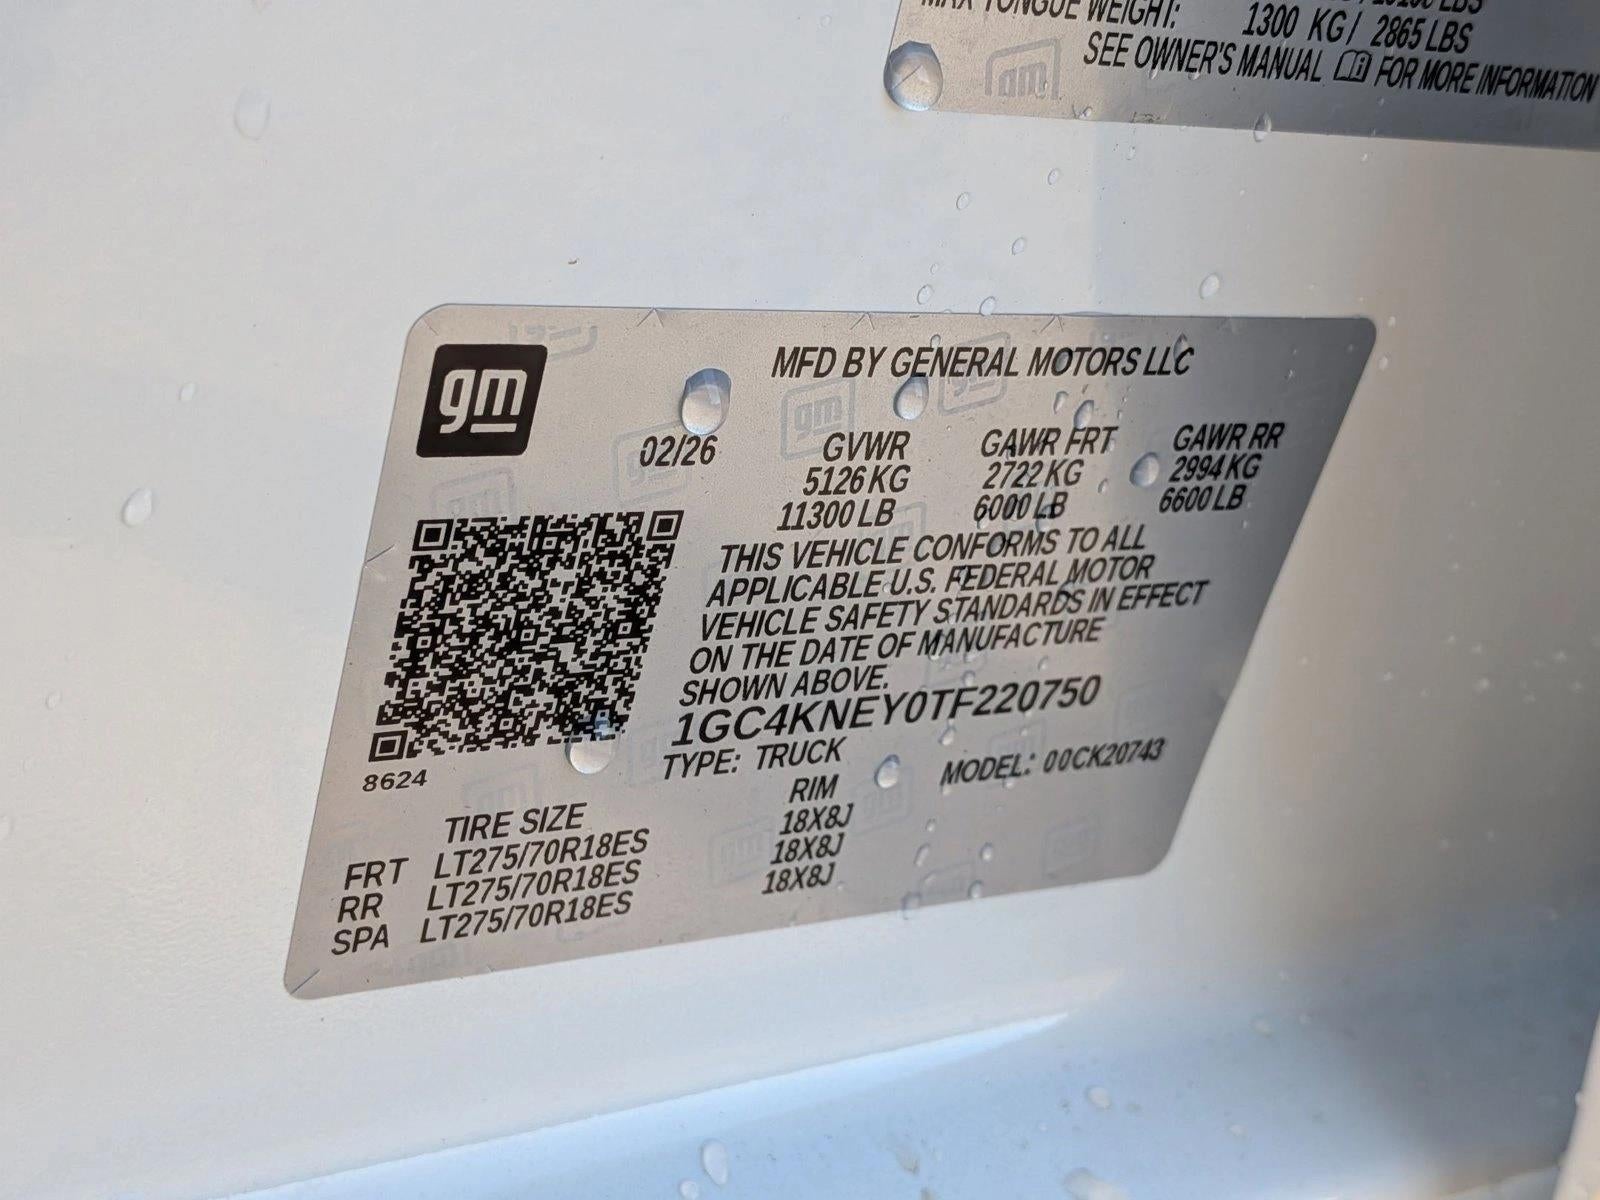 MAX TONGUE WEIGHT: 1300 KG / 2865 LBS
SEE OWNER'S MANUAL FOR MORE INFORMATION
gm
gm
MFD BY GENERAL MOTORS LLC
02/26 GVWR GAWR FRT GAWR RR
5126 KG 2722 KG 2994 KG
11300 LB 6000 LB 6600 LB
THIS VEHICLE CONFORMS TO ALL
APPLICABLE U.S. FEDERAL MOTOR
VEHICLE SAFETY STANDARDS IN EFFECT
ON THE DATE OF MANUFACTURE
SHOWN ABOVE.
1GC4KNEY0TF220750
TYPE: TRUCK MODEL: 00CK20743
8624
TIRE SIZE RIM
FRT LT275/70R18ES 18X8J
RR LT275/70R18ES 18X8J
SPA LT275/70R18ES 18X8J